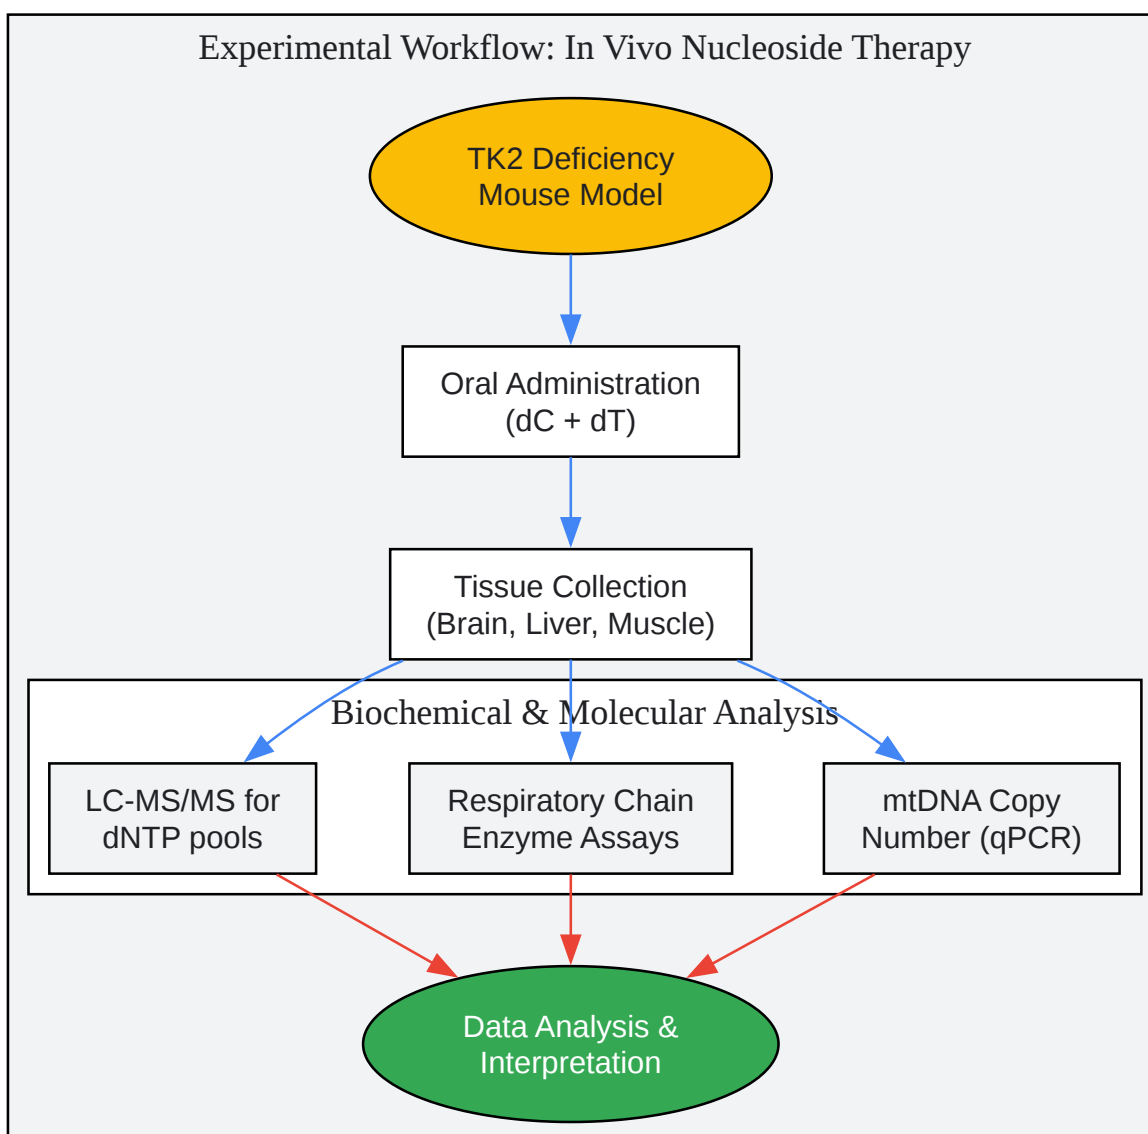 Experimental Workflow: In Vivo Nucleoside Therapy
TK2 Deficiency
Mouse Model
Oral Administration
(dC + dT)
Tissue Collection
(Brain, Liver, Muscle)
Biochemical & Molecular Analysis
LC-MS/MS for
dNTP pools
Respiratory Chain
Enzyme Assays
mtDNA Copy
Number (qPCR)
Data Analysis &
Interpretation